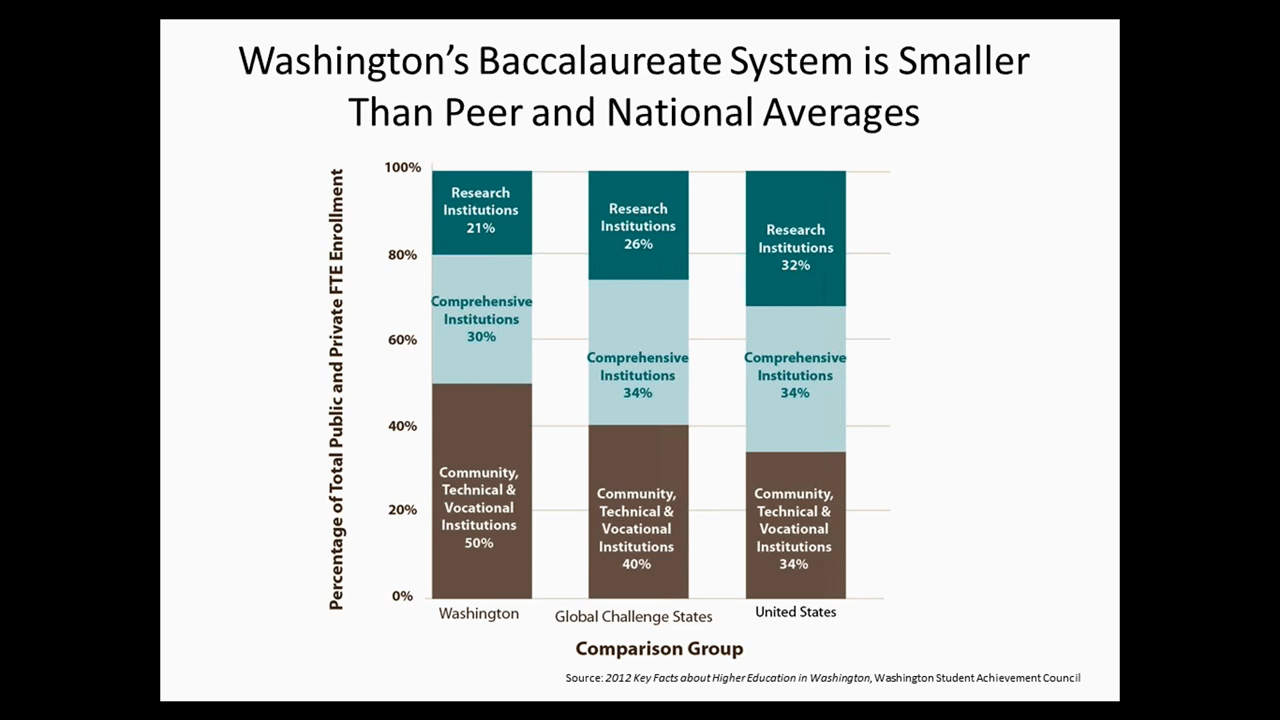 Washington's Baccalaureate System is Smaller
Than Peer and National Averages
Percentage of Total Public and Private FTE Enrollment
100%
80%
60%
40%
20%
0%
Research
Institutions
21%
Comprehensive
Institutions
30%
Community,
Technical &
Vocational
Institutions
50%
Washington
Research
Institutions
26%
Comprehensive
Institutions
34%
Community,
Technical &
Vocational
Institutions
40%
Global Challenge States
Research
Institutions
32%
Comprehensive
Institutions
34%
Community,
Technical &
Vocational
Institutions
34%
United States
Comparison Group
Source: 2012 Key Facts about Higher Education in Washington, Washington Student Achievement Council